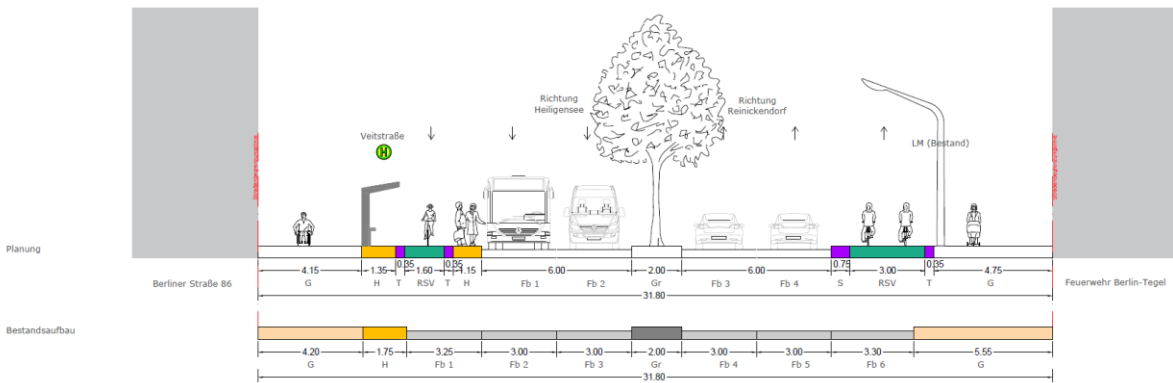 Richtung
Heiligensee
Richtung
Reinickendorf
Veitstraße
H
LM (Bestand)
Planung
Berliner Straße 86
Feuerwehr Berlin-Tegel
4.15 1.35 0.35 1.60 0.35 1.15 6.00 2.00 6.00 0.75 3.00 0.35 4.75
G H T RSV T H Fb 1 Fb 2 Gr Fb 3 Fb 4 S RSV T G
31.80
Bestandsaufbau
4.20 1.75 3.25 3.00 3.00 2.00 3.00 3.00 3.30 5.55
G H Fb 1 Fb 2 Fb 3 Gr Fb 4 Fb 5 Fb 6 G
31.80